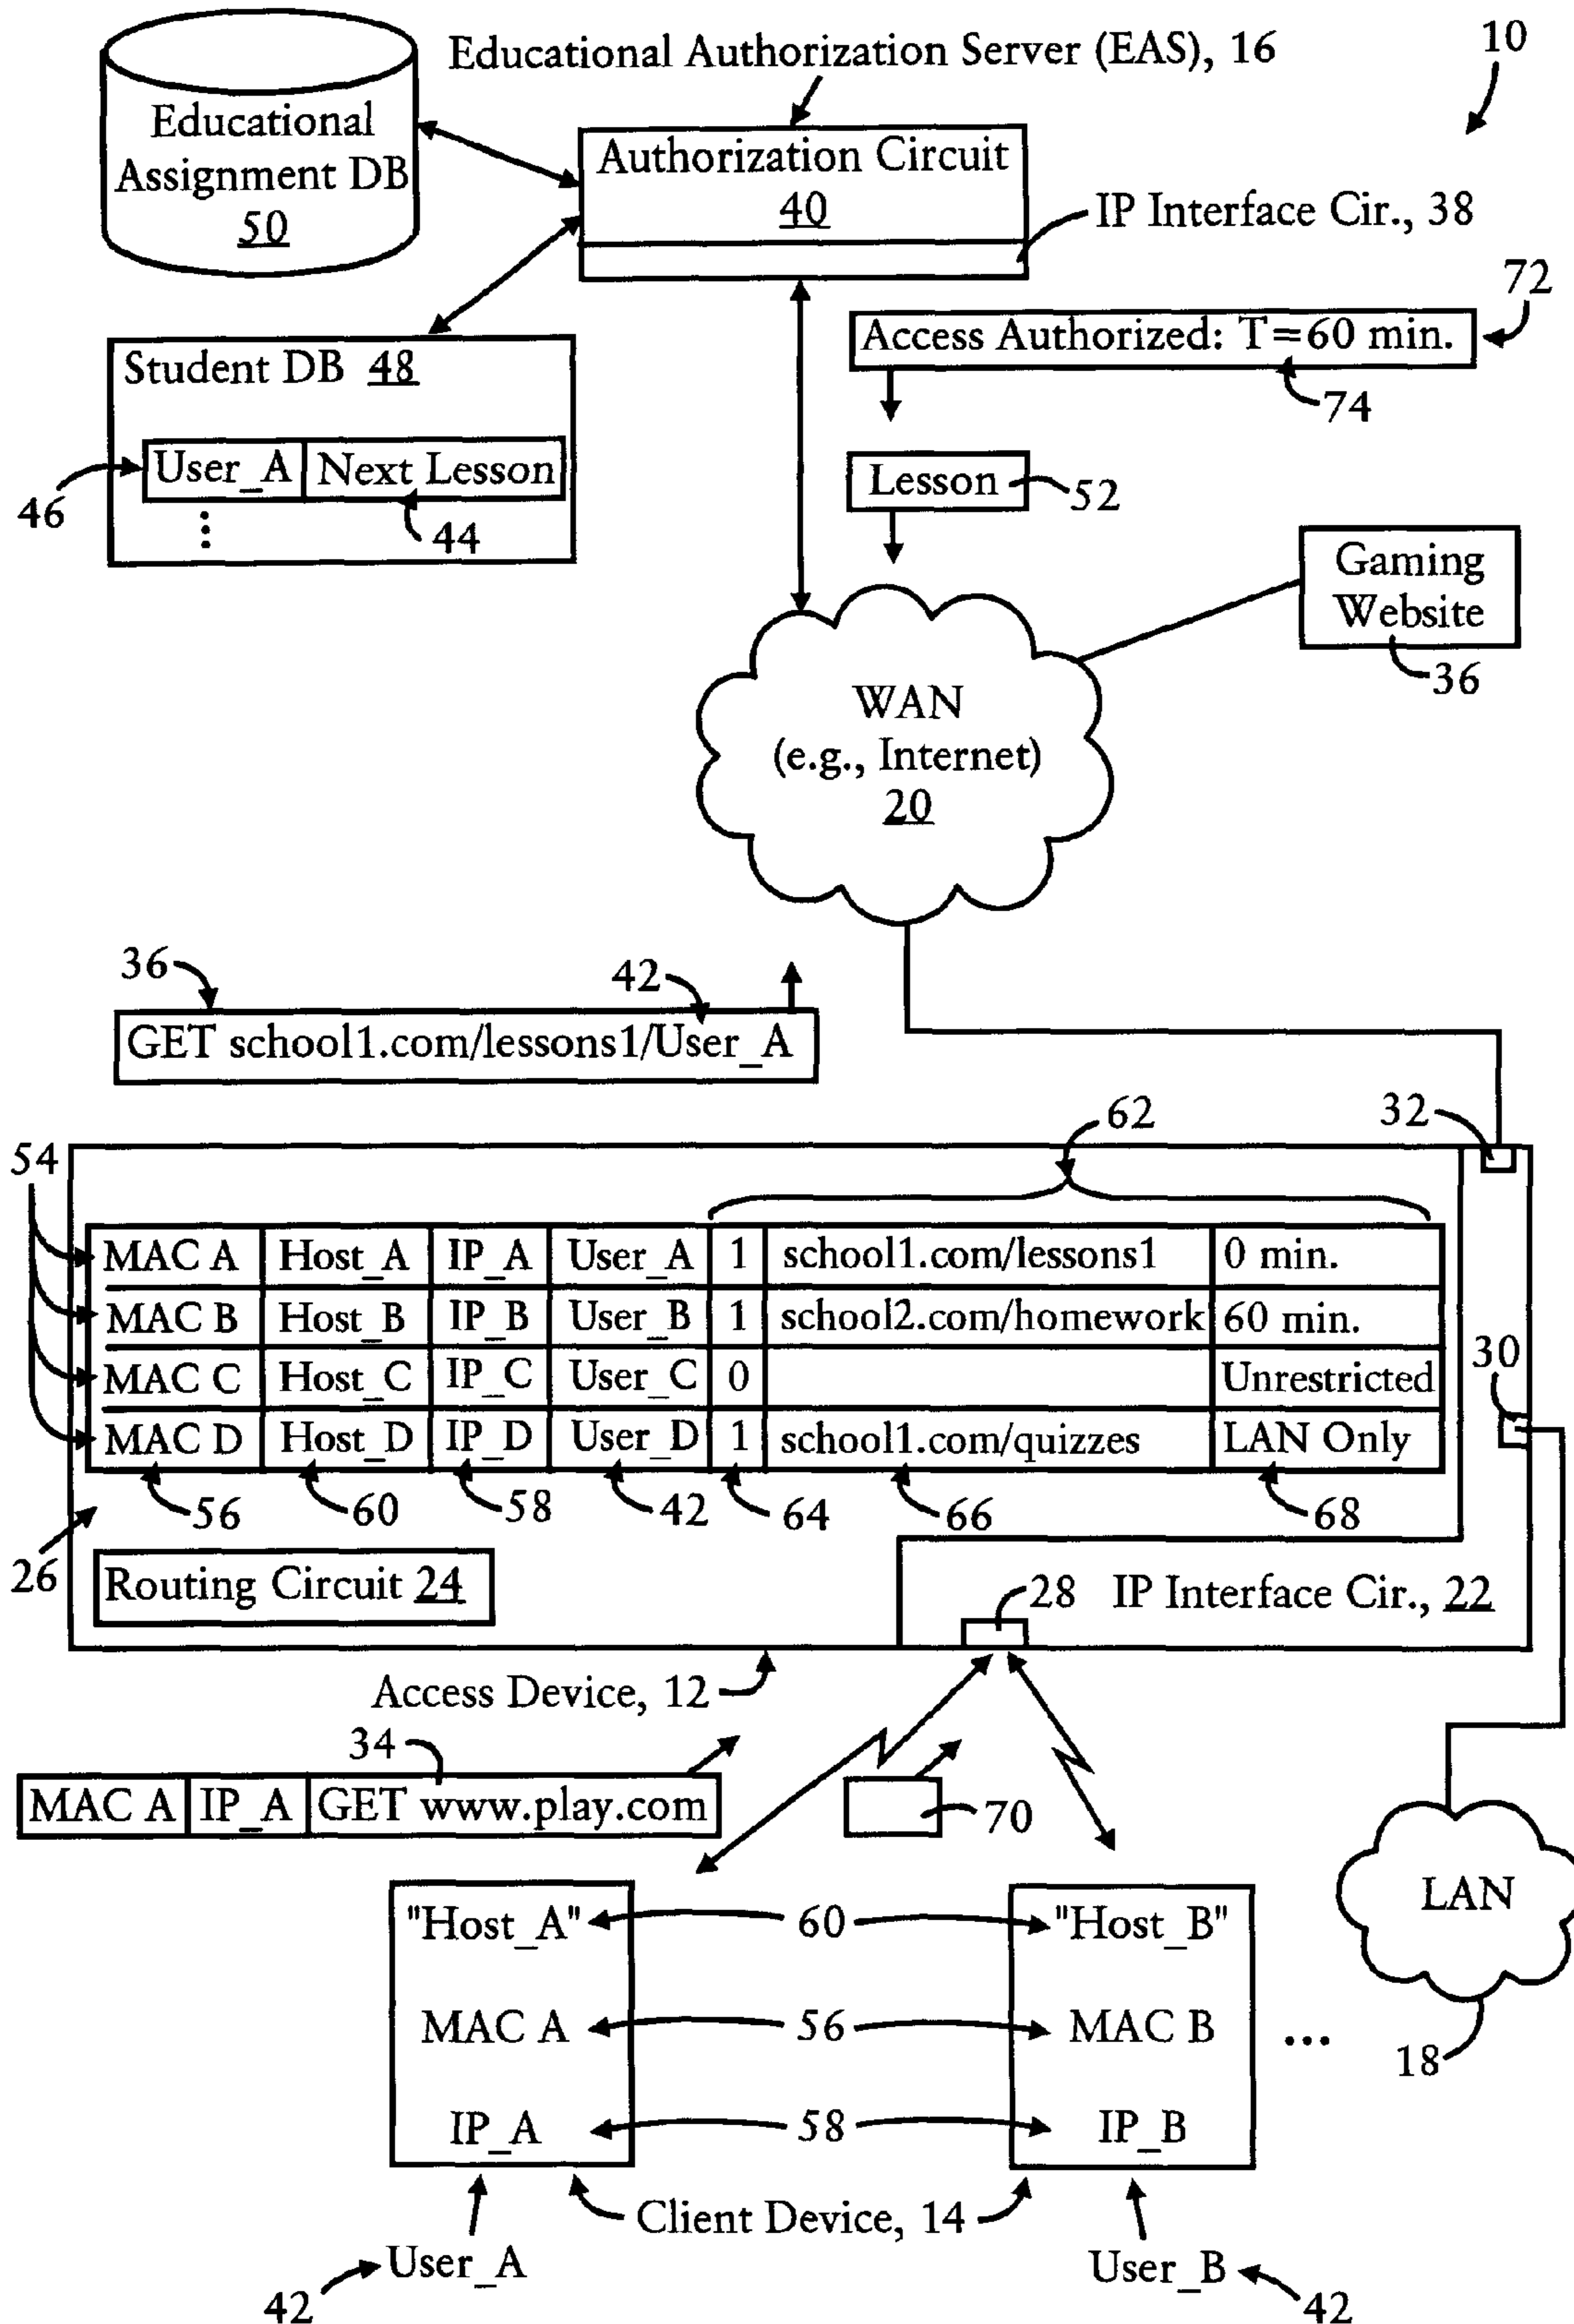 Educational Authorization Server (EAS), 16
10
Educational
Assignment DB
50
Authorization Circuit
40
IP Interface Cir., 38
72
Access Authorized: T=60 min.
74
Student DB 48
User_A Next Lesson
46
44
Lesson
52
Gaming
Website
36
WAN
(e.g., Internet)
20
36
42
GET school1.com/lessons1/User_A
62
32
54
MAC A Host_A IP_A User_A 1 school1.com/lessons1 0 min.
MAC B Host_B IP_B User_B 1 school2.com/homework 60 min.
MAC C Host_C IP_C User_C 0 Unrestricted
30
MAC D Host_D IP_D User_D 1 school1.com/quizzes LAN Only
56 60 58 42 64 66 68
26
Routing Circuit 24
28
IP Interface Cir., 22
Access Device, 12
34
MAC A IP_A GET www.play.com
70
"Host_A" 60 "Host_B"
LAN
MAC A 56 MAC B
...
18
IP_A 58 IP_B
Client Device, 14
User_A
User_B
42
42